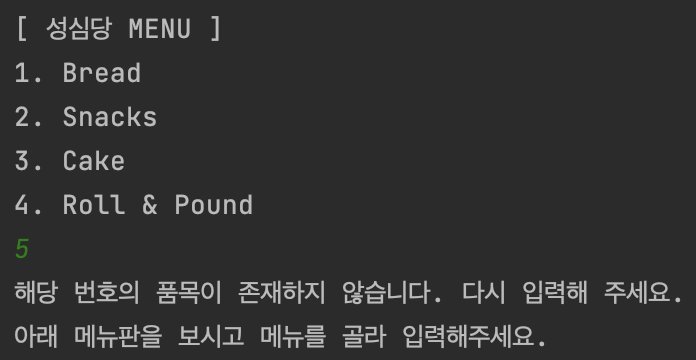 [ 성심당 MENU ]
1. Bread
2. Snacks
3. Cake
4. Roll & Pound
5
해당 번호의 품목이 존재하지 않습니다. 다시 입력해 주세요.
아래 메뉴판을 보시고 메뉴를 골라 입력해주세요.